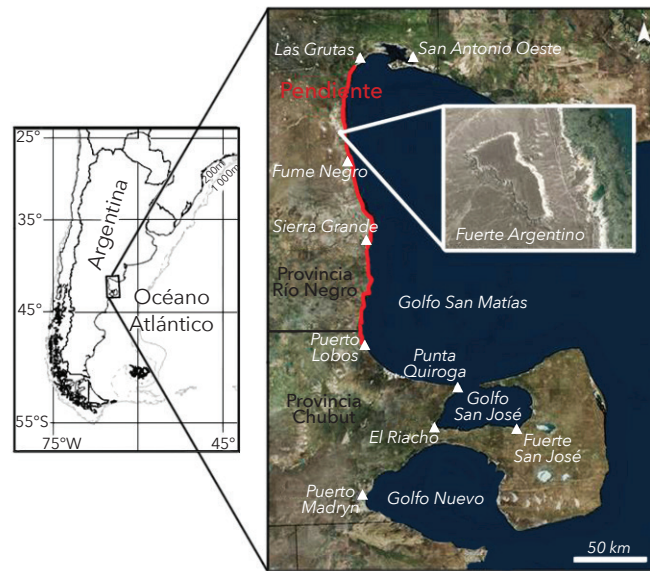 Las Grutas
San Antonio Oeste
Pendiente
Fume Negro
Fuerte Argentino
Sierra Grande
Provincia
Río Negro
Golfo San Matías
Puerto
Lobos
Punta
Quiroga
Provincia
Chubut
Golfo
San José
El Riacho
Fuerte
San José
Puerto
Madryn
Golfo Nuevo
50 km
25°
35°
45°
55°
75°W
45°
200m
1000m
Argentina
Océano
Atlántico